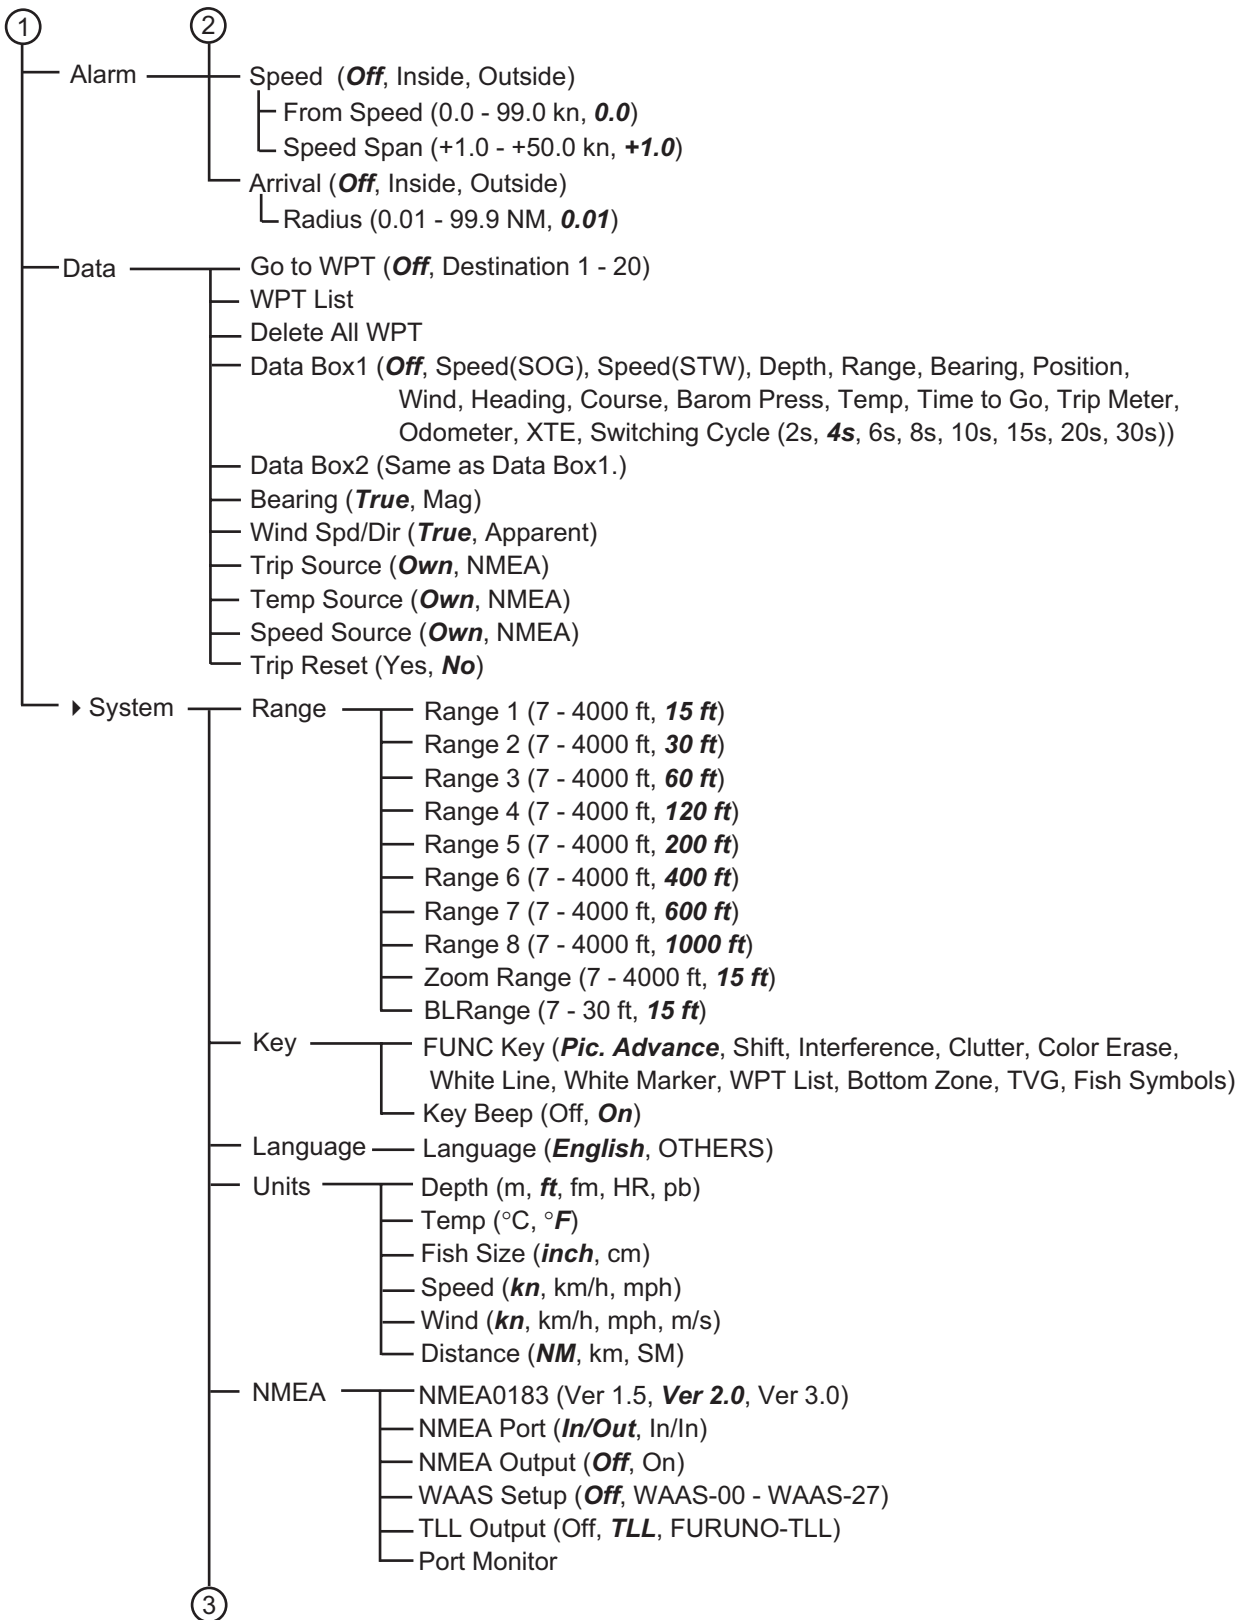 1 2
Alarm Speed (Off, Inside, Outside)
From Speed (0.0 - 99.0 kn, 0.0)
Speed Span (+1.0 - +50.0 kn, +1.0)
Arrival (Off, Inside, Outside)
Radius (0.01 - 99.9 NM, 0.01)
Data Go to WPT (Off, Destination 1 - 20)
WPT List
Delete All WPT
Data Box1 (Off, Speed(SOG), Speed(STW), Depth, Range, Bearing, Position,
Wind, Heading, Course, Barom Press, Temp, Time to Go, Trip Meter,
Odometer, XTE, Switching Cycle (2s, 4s, 6s, 8s, 10s, 15s, 20s, 30s))
Data Box2 (Same as Data Box1.)
Bearing (True, Mag)
Wind Spd/Dir (True, Apparent)
Trip Source (Own, NMEA)
Temp Source (Own, NMEA)
Speed Source (Own, NMEA)
Trip Reset (Yes, No)
System Range Range 1 (7 - 4000 ft, 15 ft)
Range 2 (7 - 4000 ft, 30 ft)
Range 3 (7 - 4000 ft, 60 ft)
Range 4 (7 - 4000 ft, 120 ft)
Range 5 (7 - 4000 ft, 200 ft)
Range 6 (7 - 4000 ft, 400 ft)
Range 7 (7 - 4000 ft, 600 ft)
Range 8 (7 - 4000 ft, 1000 ft)
Zoom Range (7 - 4000 ft, 15 ft)
BLRange (7 - 30 ft, 15 ft)
Key FUNC Key (Pic. Advance, Shift, Interference, Clutter, Color Erase,
White Line, White Marker, WPT List, Bottom Zone, TVG, Fish Symbols)
Key Beep (Off, On)
Language Language (English, OTHERS)
Units Depth (m, ft, fm, HR, pb)
Temp (°C, °F)
Fish Size (inch, cm)
Speed (kn, km/h, mph)
Wind (kn, km/h, mph, m/s)
Distance (NM, km, SM)
NMEA NMEA0183 (Ver 1.5, Ver 2.0, Ver 3.0)
NMEA Port (In/Out, In/In)
NMEA Output (Off, On)
WAAS Setup (Off, WAAS-00 - WAAS-27)
TLL Output (Off, TLL, FURUNO-TLL)
Port Monitor
3